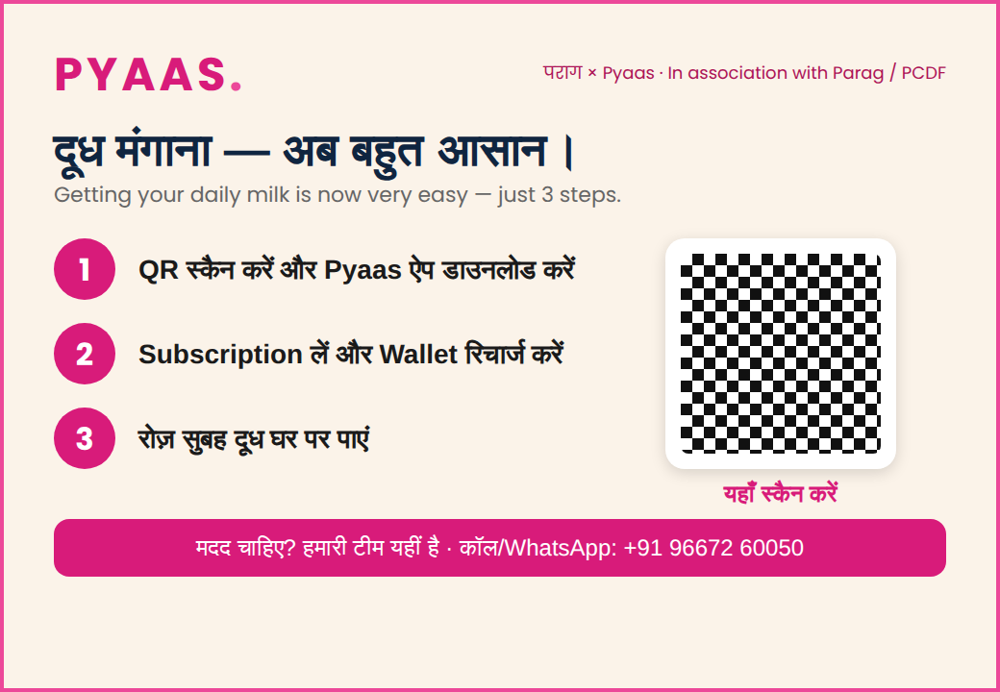 PYAAS.
पराग × Pyaas · In association with Parag / PCDF
दूध मंगाना — अब बहुत आसान।
Getting your daily milk is now very easy — just 3 steps.
1 QR स्कैन करें और Pyaas ऐप डाउनलोड करें
2 Subscription लें और Wallet रिचार्ज करें
3 रोज़ सुबह दूध घर पर पाएं
यहाँ स्कैन करें
मदद चाहिए? हमारी टीम यहीं है · कॉल/WhatsApp: +91 96672 60050